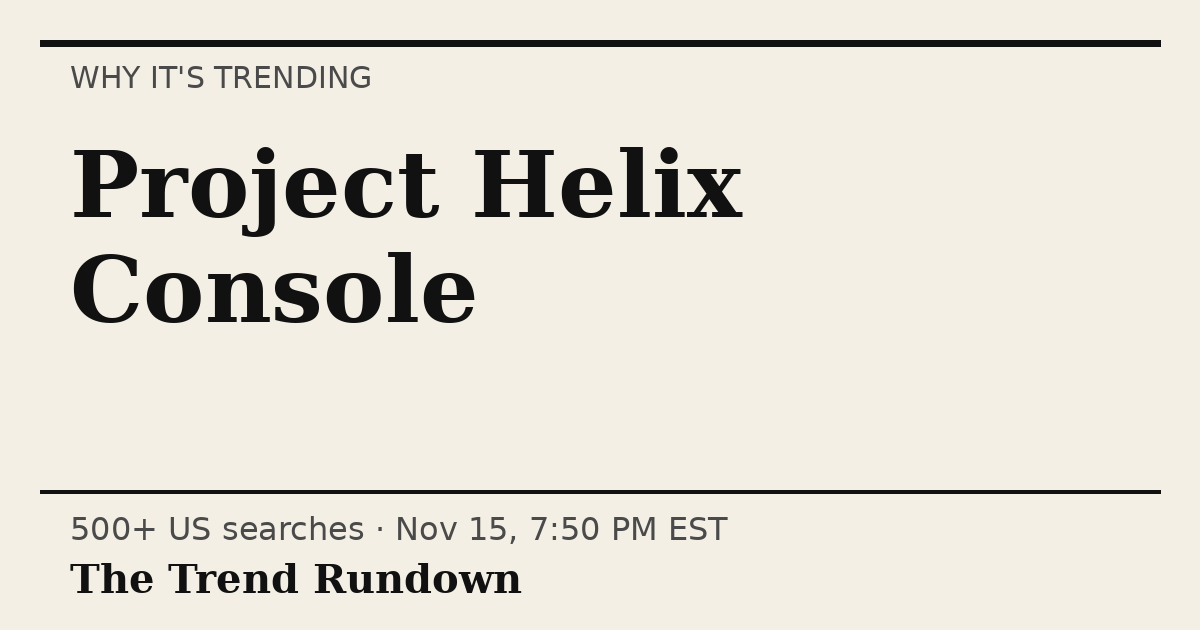 WHY IT'S TRENDING
Project Helix
Console
500+ US searches · Nov 15, 7:50 PM EST
The Trend Rundown